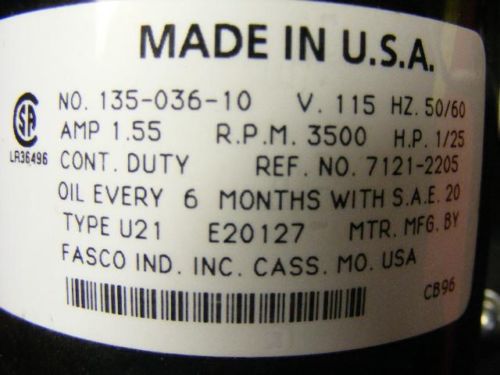 MADE IN U.S.A.
NO. 135-036-10 V. 115 HZ. 50/60
AMP 1.55 R.P.M. 3500 H.P. 1/25
LR36496 CONT. DUTY REF. NO. 7121-2205
OIL EVERY 6 MONTHS WITH S.A.E. 20
TYPE U21 E20127 MTR. MFG. BY
FASCO IND. INC. CASS. MO. USA
CB96